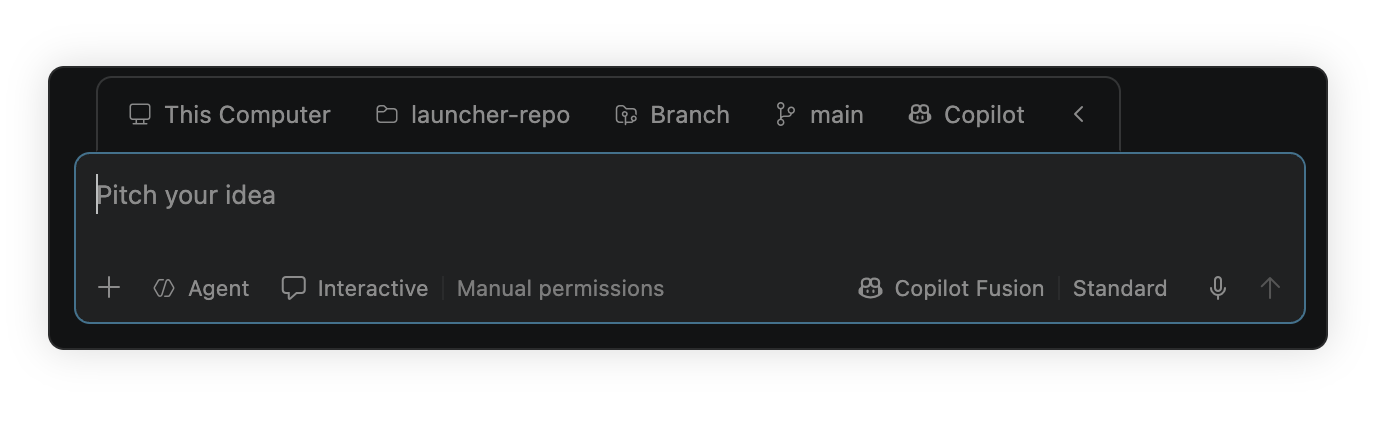 This Computer launcher-repo Branch main Copilot
Pitch your idea
Agent Interactive Manual permissions Copilot Fusion Standard